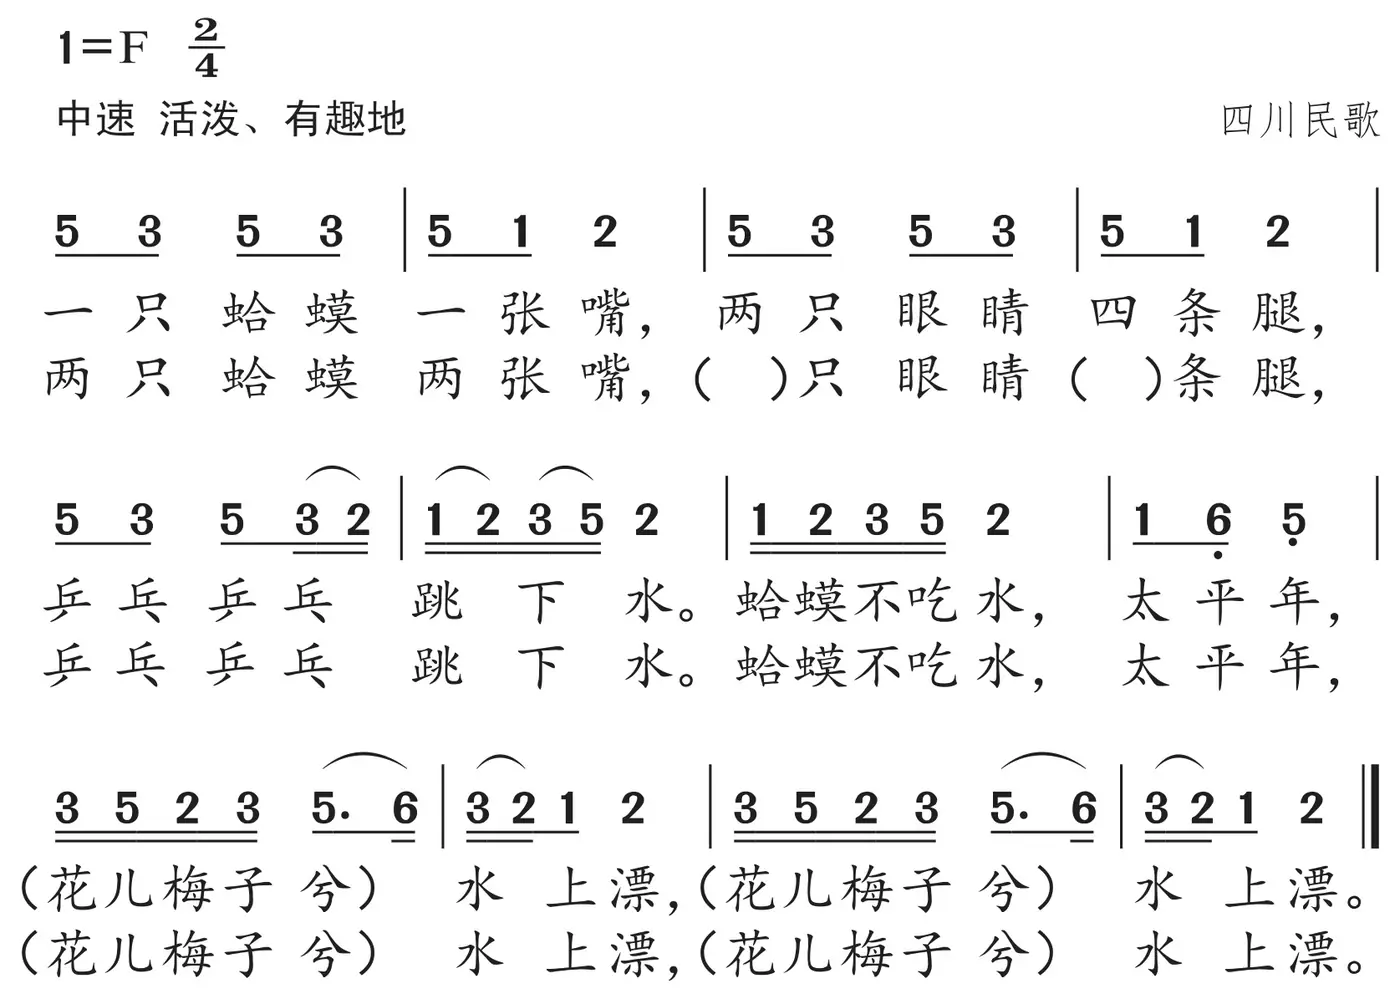 1=F 2/4
中速 活泼、有趣地 四川民歌
5 3 5 3 | 5 1 2 | 5 3 5 3 | 5 1 2 |
一只蛤蟆一张嘴，两只眼睛四条腿，
两只蛤蟆两张嘴，（ ）只眼睛（ ）条腿，
5 3 5 3 2 | 1 2 3 5 2 | 1 2 3 5 2 | 1 6 5 |
乒乓乒乓跳下水。蛤蟆不吃水，太平年，
乒乓乒乓跳下水。蛤蟆不吃水，太平年，
3 5 2 3 5. 6 | 3 2 1 2 | 3 5 2 3 5. 6 | 3 2 1 2 ‖
（花儿梅子兮）水上漂，（花儿梅子兮）水上漂。
（花儿梅子兮）水上漂，（花儿梅子兮）水上漂。